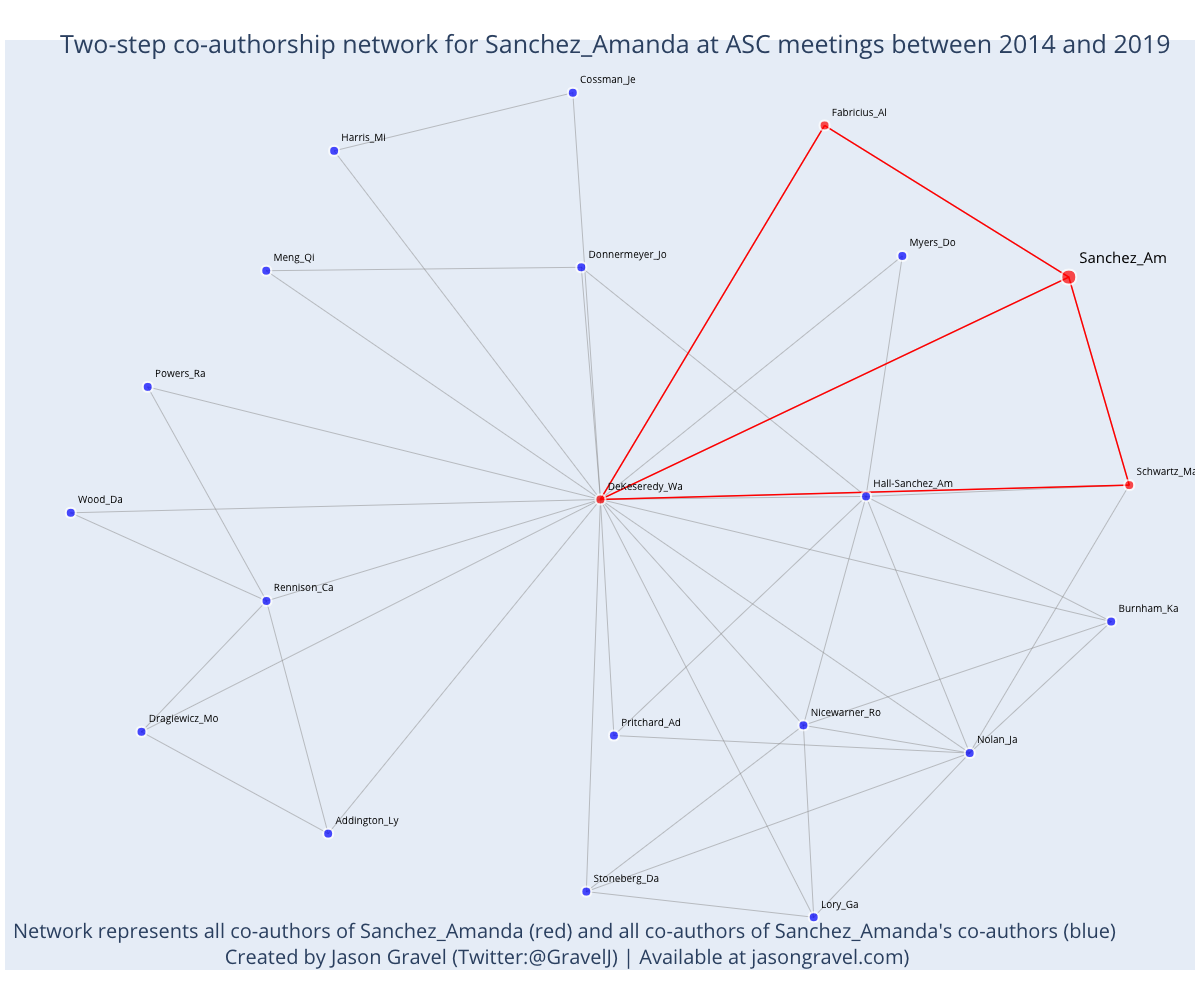 Two-step co-authorship network for Sanchez_Amanda at ASC meetings between 2014 and 2019
Cossman_Je
Fabricius_Al
Harris_Mi
Myers_Do
Donnermeyer_Jo
Meng_Qi
Sanchez_Am
Powers_Ra
Schwartz_Ma
Hall-Sanchez_Am
DeKeseredy_Wa
Wood_Da
Rennison_Ca
Burnham_Ka
Nicewarner_Ro
Dragiewicz_Mo
Pritchard_Ad
Nolan_Ja
Addington_Ly
Stoneberg_Da
Lory_Ga
Network represents all co-authors of Sanchez_Amanda (red) and all co-authors of Sanchez_Amanda's co-authors (blue)
Created by Jason Gravel (Twitter:@GravelJ) | Available at jasongravel.com)